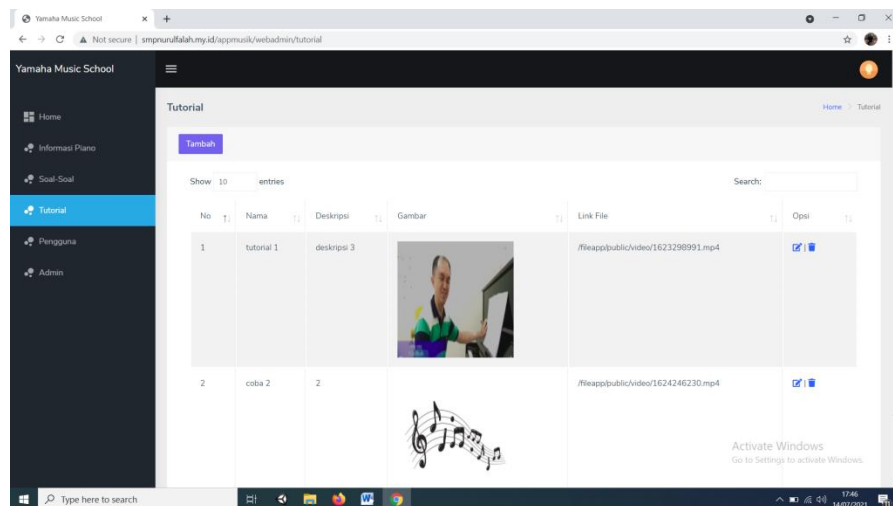 Yamaha Music School
Not secure | smpnurulfalah.my.id/appmusik/webadmin/tutorial
Yamaha Music School
Home
Informasi Piano
Soal-Soal
Tutorial
Pengguna
Admin
Tutorial
Home > Tutorial
Tambah
Show 10 entries
Search:
No Nama Deskripsi Gambar Link File Opsi
1 tutorial 1 deskripsi 3 /fileapp/public/video/1623298991.mp4
2 coba 2 2 /fileapp/public/video/1624246230.mp4
Activate Windows
Go to Settings to activate Windows.
Type here to search
17:46
14/07/2021